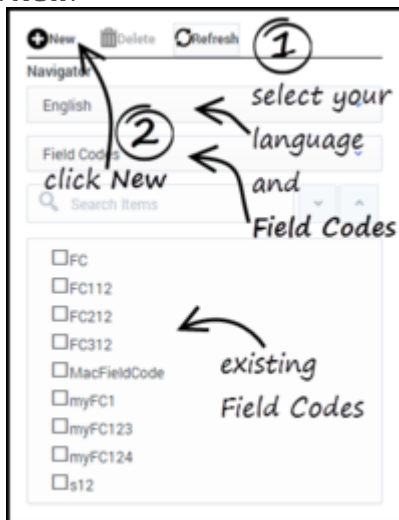 New.
New Delete Refresh
1
Navigator
English
select your
2
language
Field Codes
click New
and
Search Items
Field Codes
FC
FC112
FC212
FC312
MacFieldCode
existing
myFC1
Field Codes
myFC123
myFC124
s12